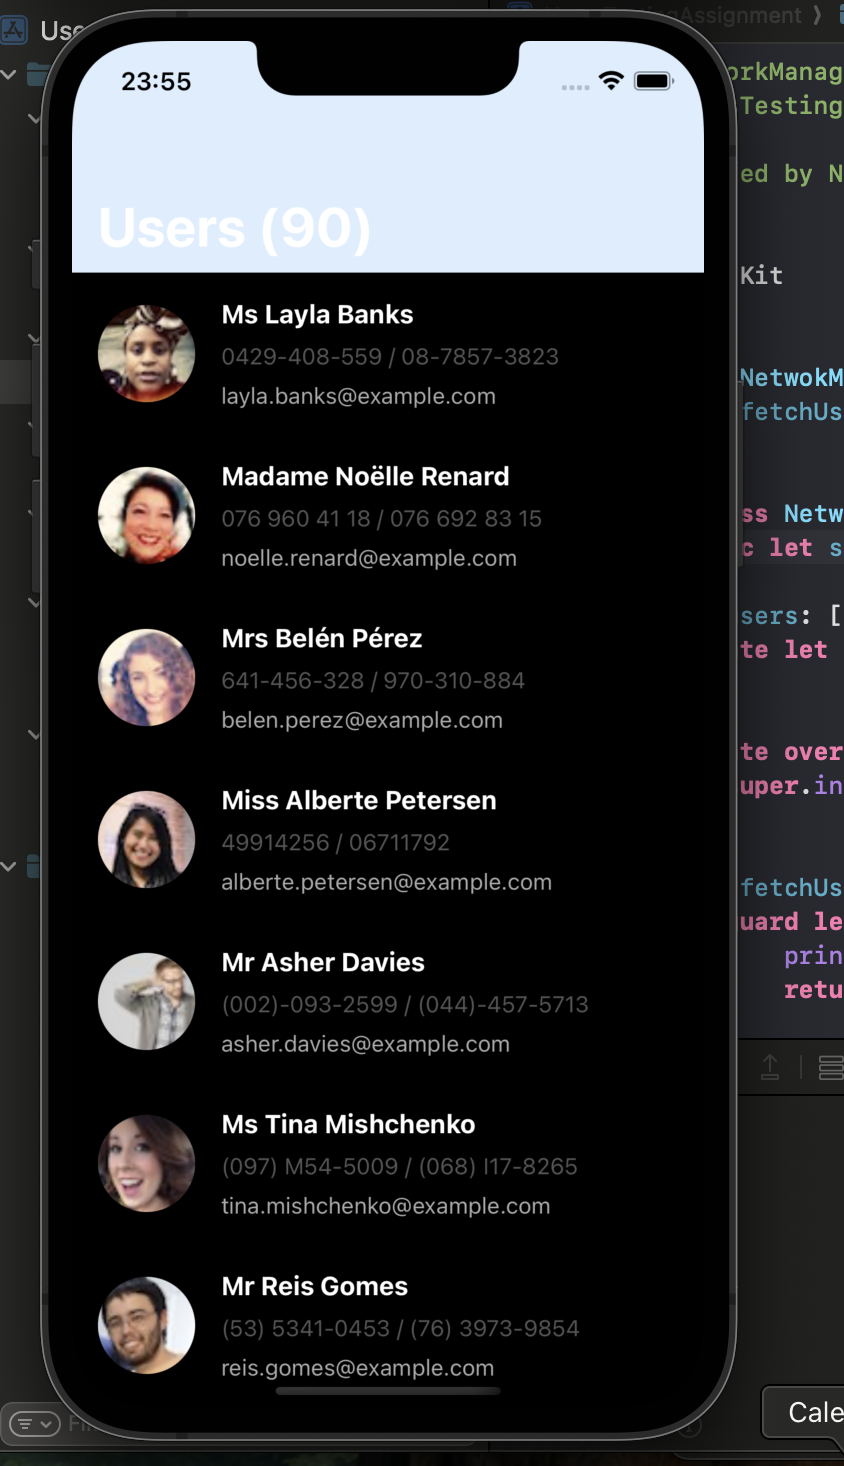 23:55
Users (90)
Ms Layla Banks
0429-408-559 / 08-7857-3823
layla.banks@example.com
Madame Noëlle Renard
076 960 41 18 / 076 692 83 15
noelle.renard@example.com
Mrs Belén Pérez
641-456-328 / 970-310-884
belen.perez@example.com
Miss Alberte Petersen
49914256 / 06711792
alberte.petersen@example.com
Mr Asher Davies
(002)-093-2599 / (044)-457-5713
asher.davies@example.com
Ms Tina Mishchenko
(097) M54-5009 / (068) I17-8265
tina.mishchenko@example.com
Mr Reis Gomes
(53) 5341-0453 / (76) 3973-9854
reis.gomes@example.com
Use
ngAssignment
orkManag
Testing
ed by N
Kit
NetwokM
fetchUs
ss Netw
c let s
sers: [
te let
te over
uper.in
fetchUs
uard le
prin
retu
Cale